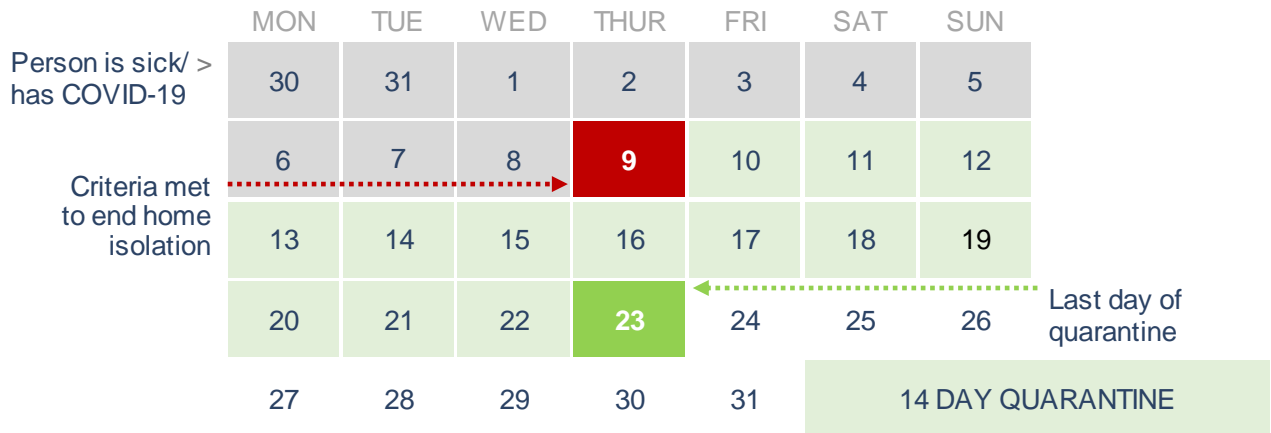 MON TUE WED THUR FRI SAT SUN
Person is sick/ >
has COVID-19
30 31 1 2 3 4 5
6 7 8 9 10 11 12
Criteria met
to end home
isolation
13 14 15 16 17 18 19
20 21 22 23 24 25 26
Last day of
quarantine
27 28 29 30 31
14 DAY QUARANTINE